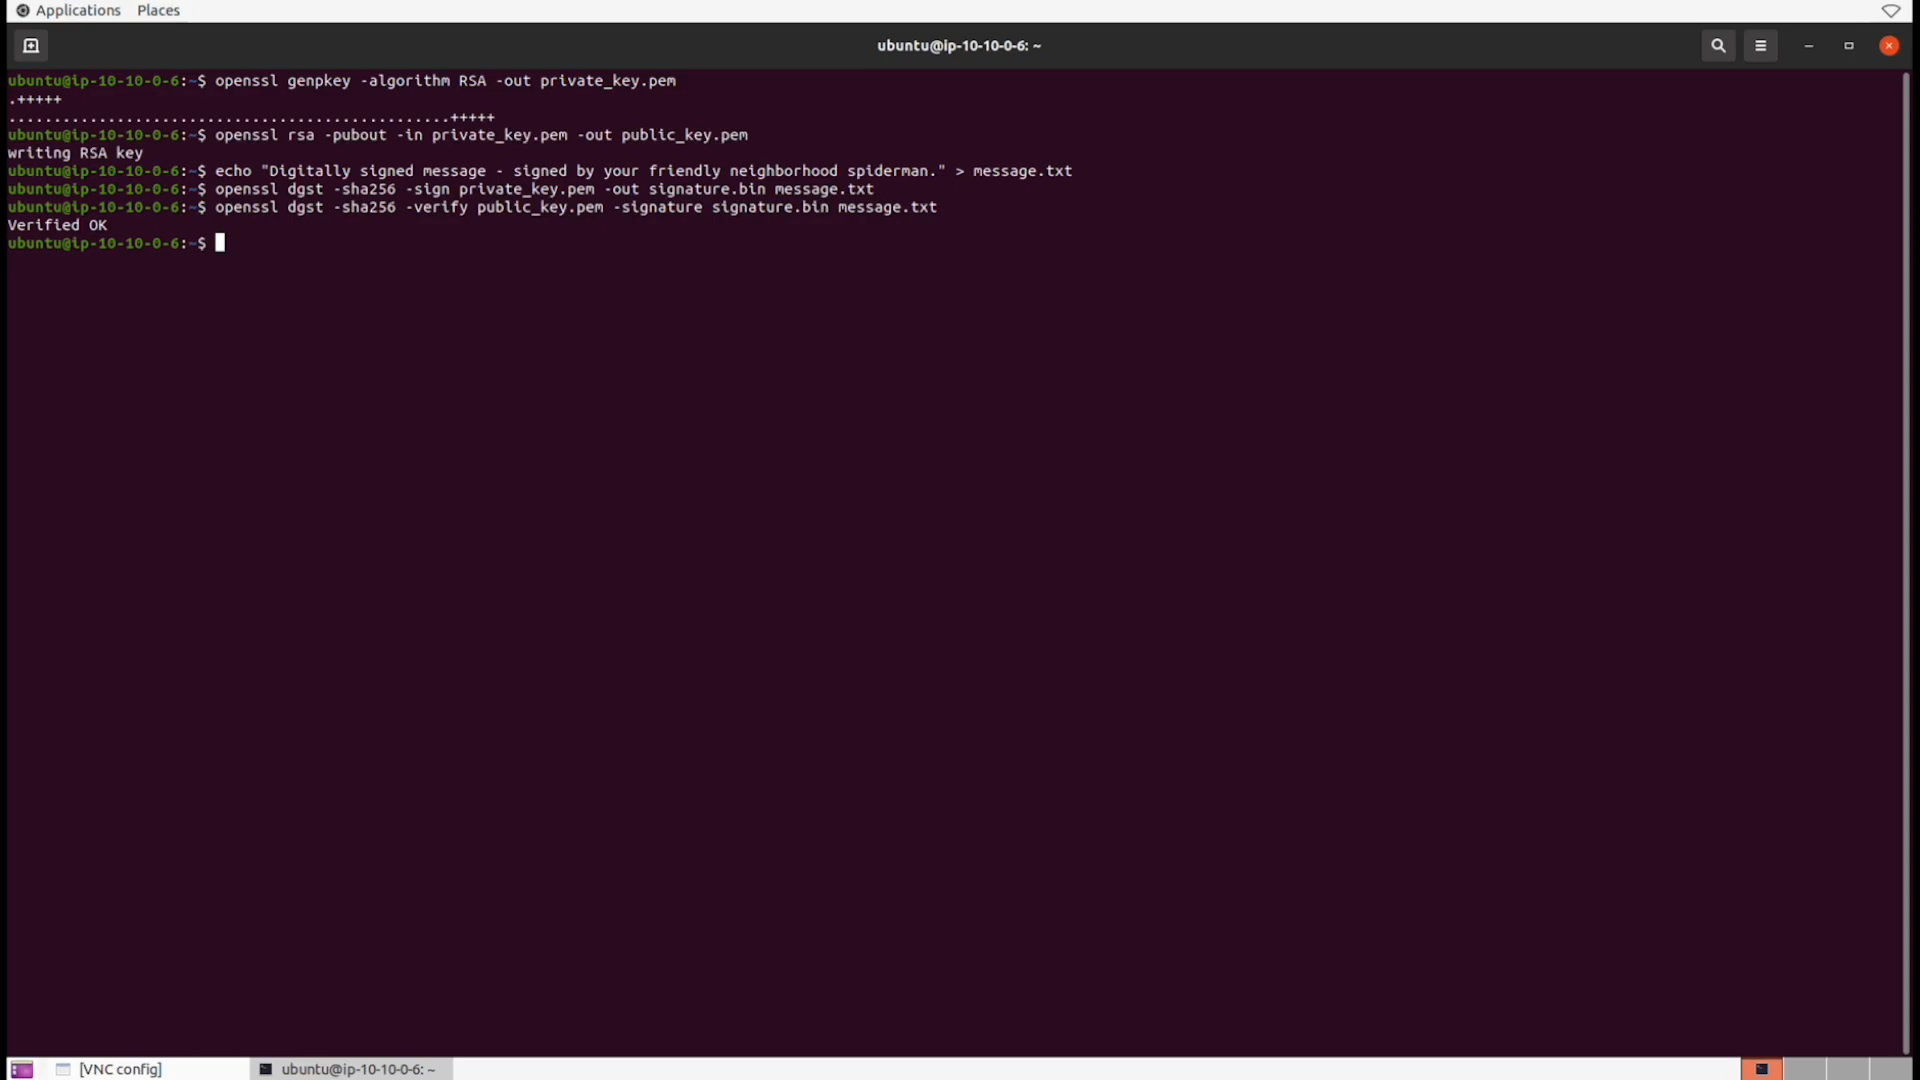 Applications Places
ubuntu@ip-10-10-0-6: ~
ubuntu@ip-10-10-0-6:~$ openssl genpkey -algorithm RSA -out private_key.pem
.+++++
.................................................+++++
ubuntu@ip-10-10-0-6:~$ openssl rsa -pubout -in private_key.pem -out public_key.pem
writing RSA key
ubuntu@ip-10-10-0-6:~$ echo "Digitally signed message - signed by your friendly neighborhood spiderman." > message.txt
ubuntu@ip-10-10-0-6:~$ openssl dgst -sha256 -sign private_key.pem -out signature.bin message.txt
ubuntu@ip-10-10-0-6:~$ openssl dgst -sha256 -verify public_key.pem -signature signature.bin message.txt
Verified OK
ubuntu@ip-10-10-0-6:~$
[VNC config] ubuntu@ip-10-10-0-6: ~